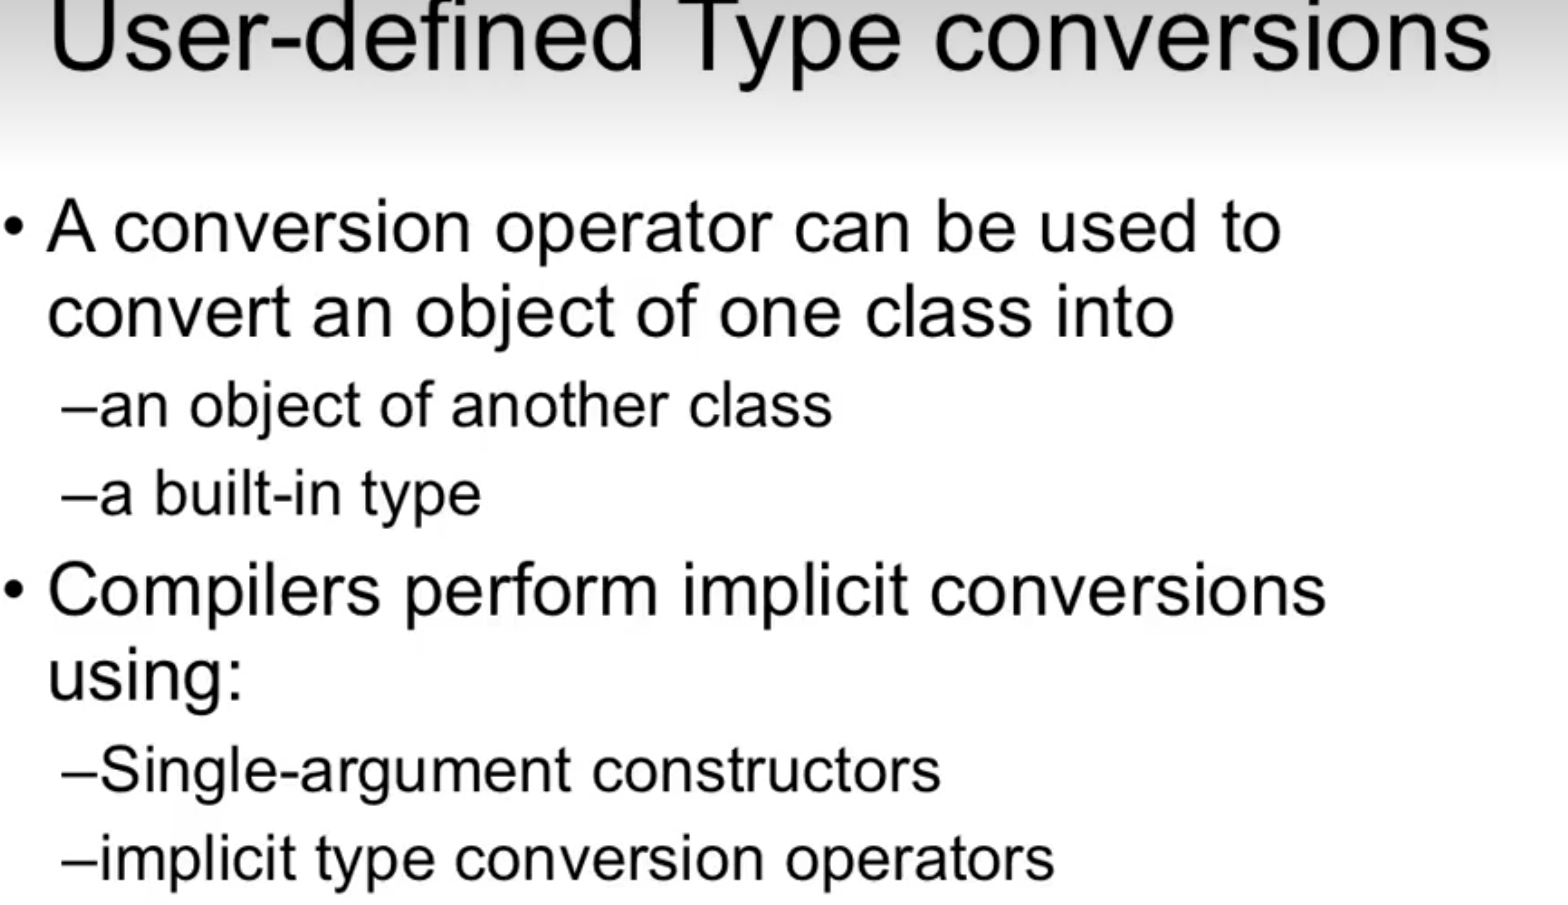 User-defined Type conversions
• A conversion operator can be used to
convert an object of one class into
–an object of another class
–a built-in type
• Compilers perform implicit conversions
using:
–Single-argument constructors
–implicit type conversion operators